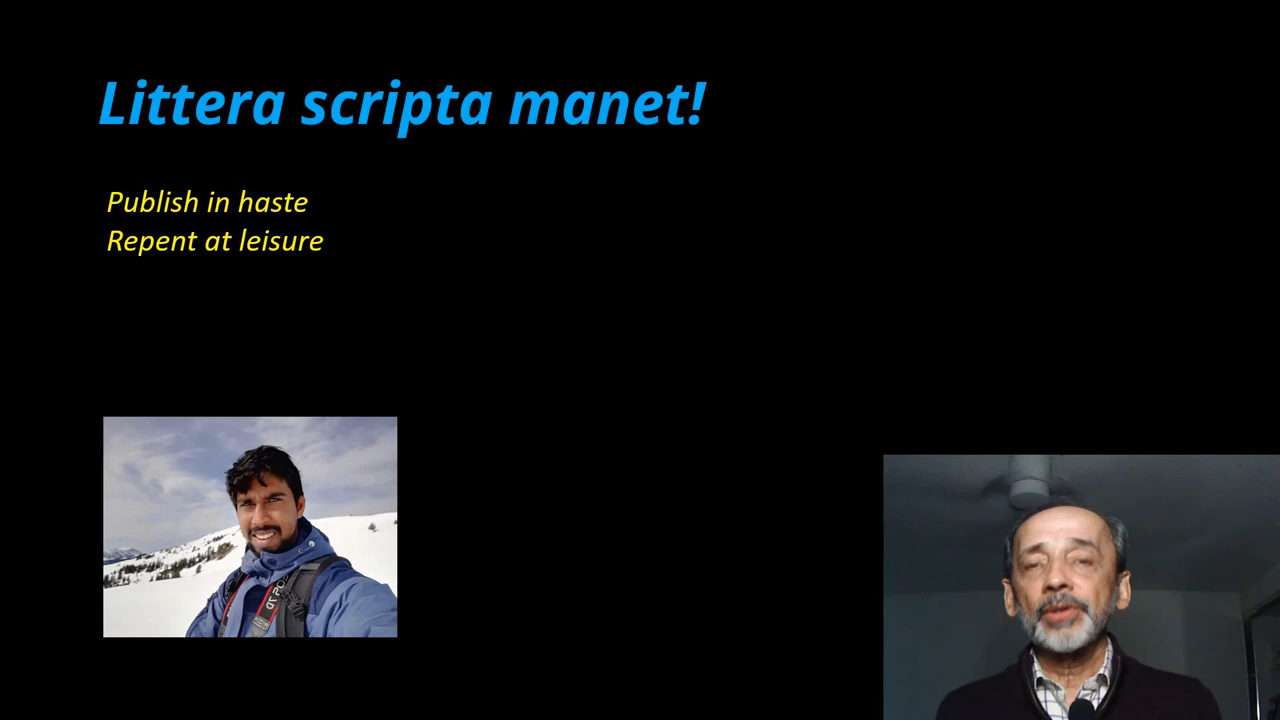 Littera scripta manet!
Publish in haste
Repent at leisure